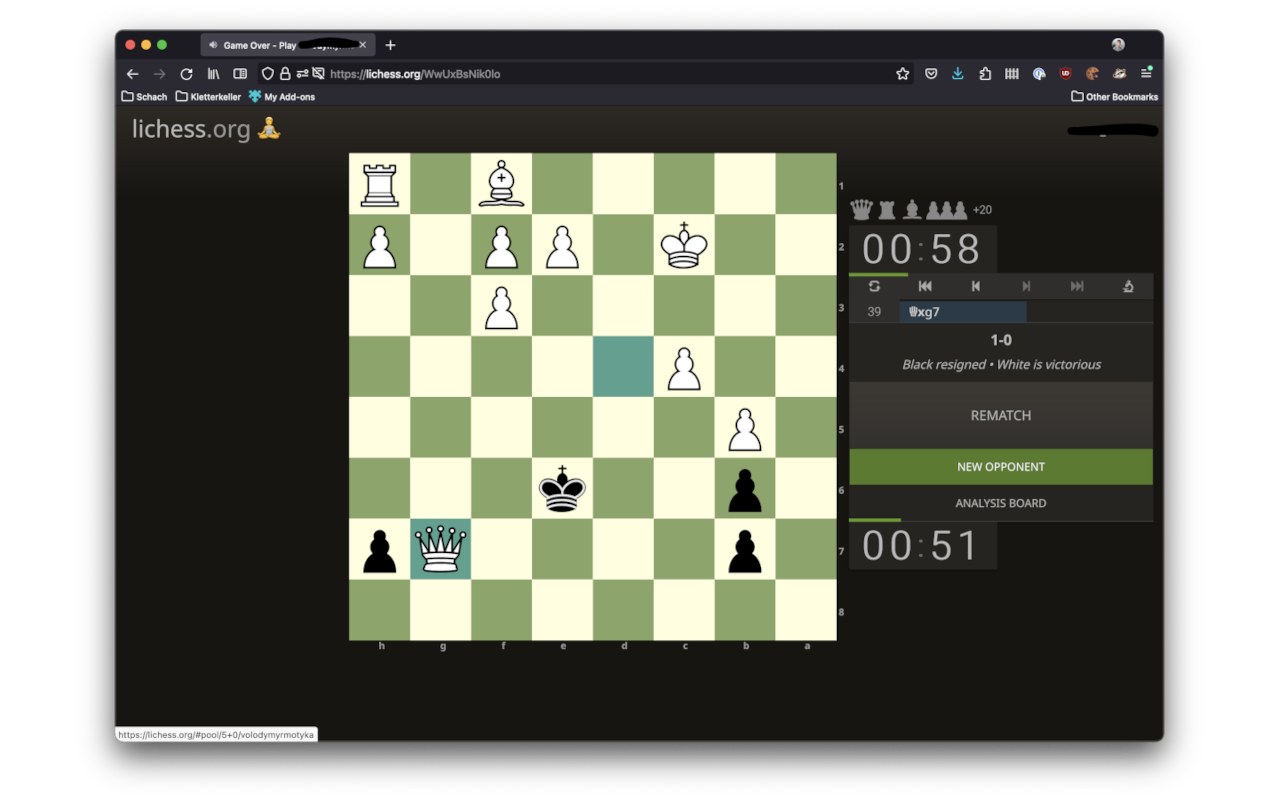 Game Over - Play
https://lichess.org/WwUxBsNik0lo
Schach Kletterkeller My Add-ons
Other Bookmarks
lichess.org
1
+20
2
00:58
3
39 ♕xg7
1-0
4
Black resigned • White is victorious
REMATCH
5
NEW OPPONENT
6
ANALYSIS BOARD
7
00:51
8
h g f e d c b a
https://lichess.org/#pool/5+0/volodymyrmotyka